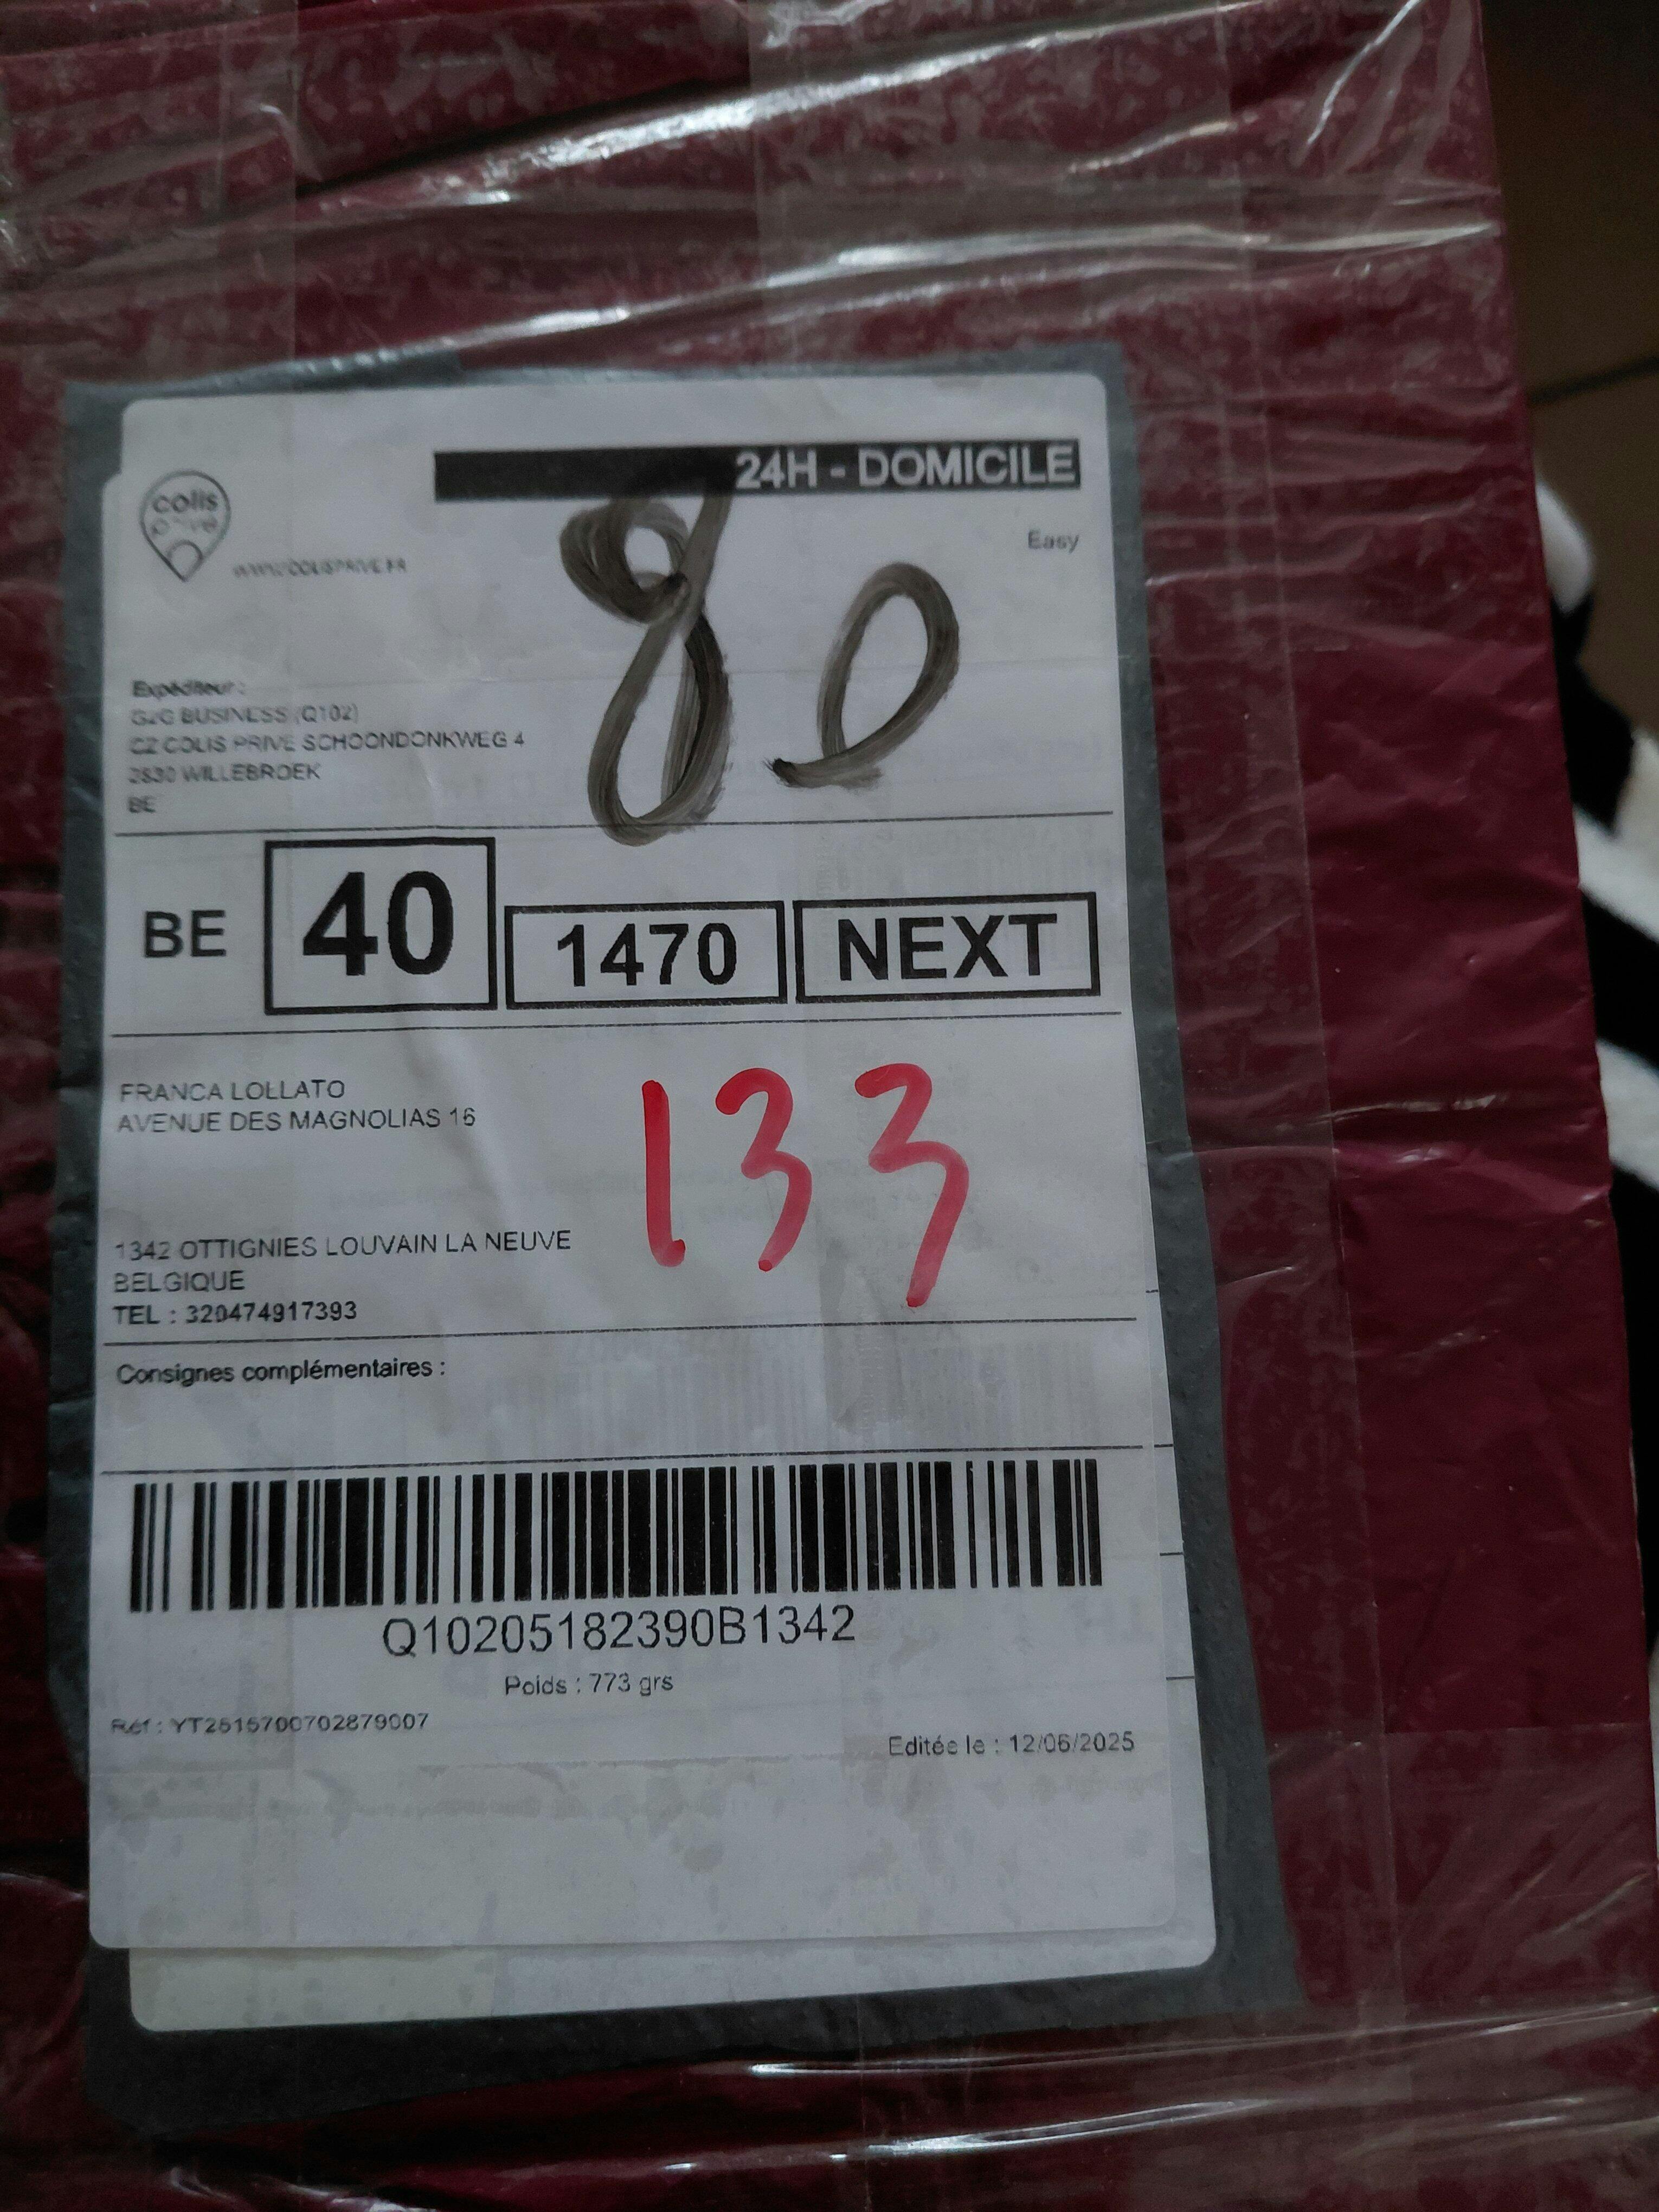 24H - DOMICILE
colis
privé
WWW.COLISPRIVE.FR
Easy
80
Expéditeur :
G2G BUSINESS (Q102)
CZ COLIS PRIVE SCHOONDONKWEG 4
2830 WILLEBROEK
BE
BE 40 1470 NEXT
FRANCA LOLLATO
AVENUE DES MAGNOLIAS 16
133
1342 OTTIGNIES LOUVAIN LA NEUVE
BELGIQUE
TEL : 320474917393
Consignes complémentaires :
Q10205182390B1342
Poids : 773 grs
Réf : YT2515700702879007
Editée le : 12/06/2025